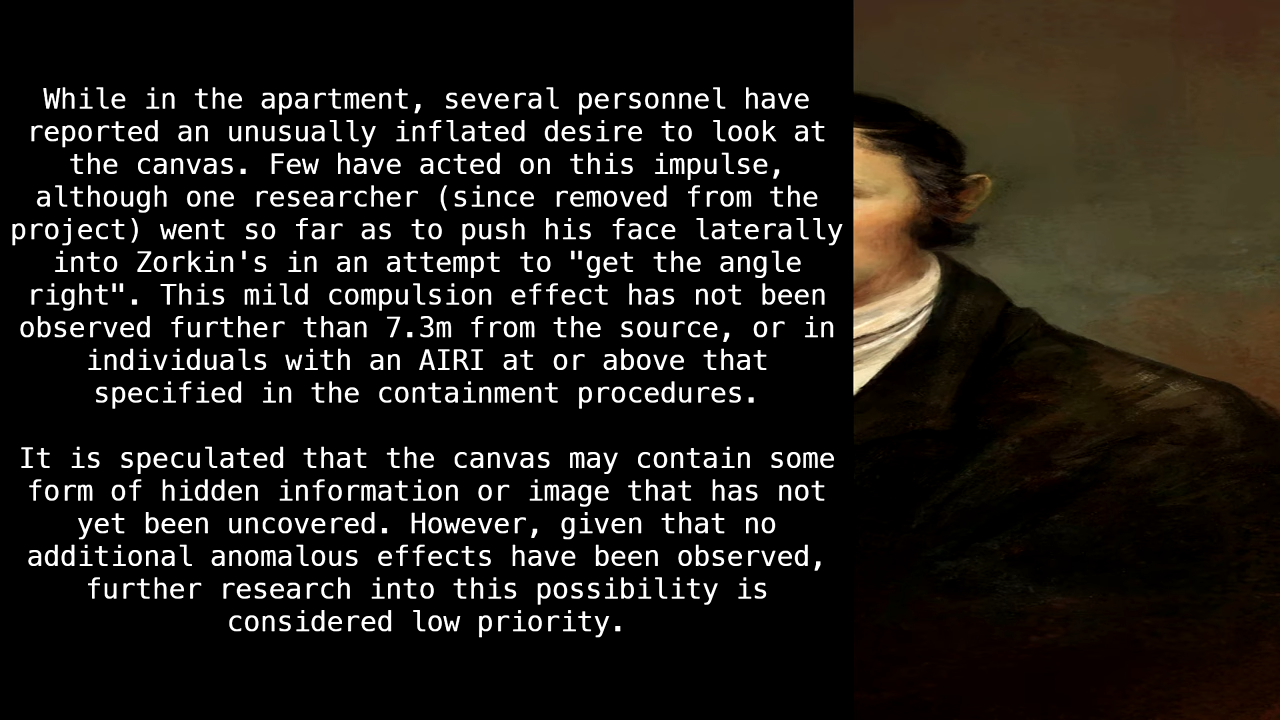 While in the apartment, several personnel have
reported an unusually inflated desire to look at
the canvas. Few have acted on this impulse,
although one researcher (since removed from the
project) went so far as to push his face laterally
into Zorkin's in an attempt to "get the angle
right". This mild compulsion effect has not been
observed further than 7.3m from the source, or in
individuals with an AIRI at or above that
specified in the containment procedures.
It is speculated that the canvas may contain some
form of hidden information or image that has not
yet been uncovered. However, given that no
additional anomalous effects have been observed,
further research into this possibility is
considered low priority.